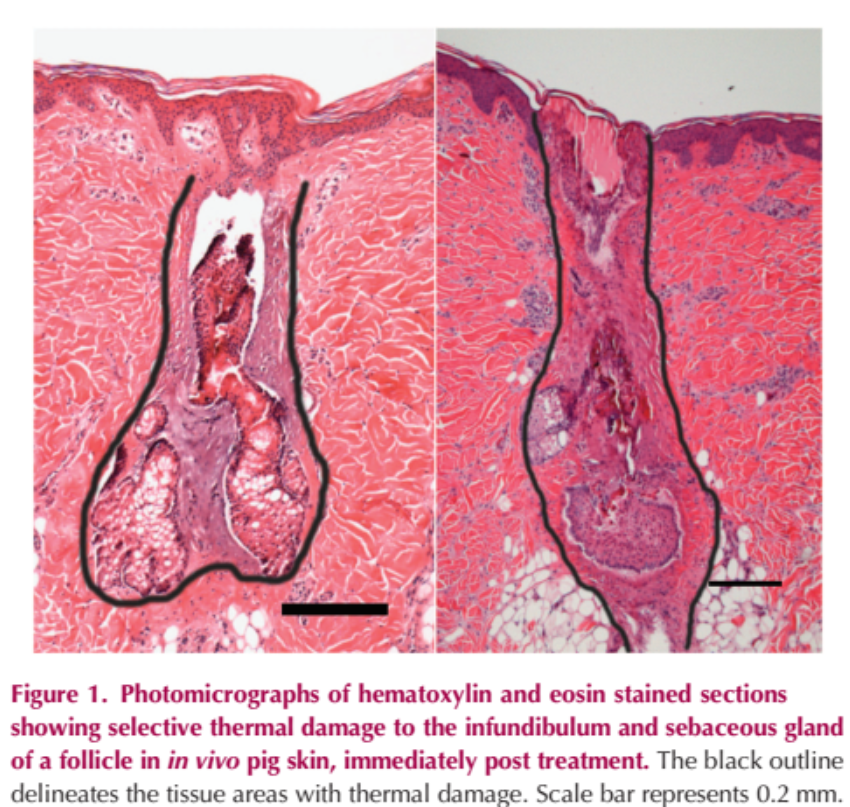 Figure 1. Photomicrographs of hematoxylin and eosin stained sections
showing selective thermal damage to the infundibulum and sebaceous gland
of a follicle in in vivo pig skin, immediately post treatment. The black outline
delineates the tissue areas with thermal damage. Scale bar represents 0.2 mm.